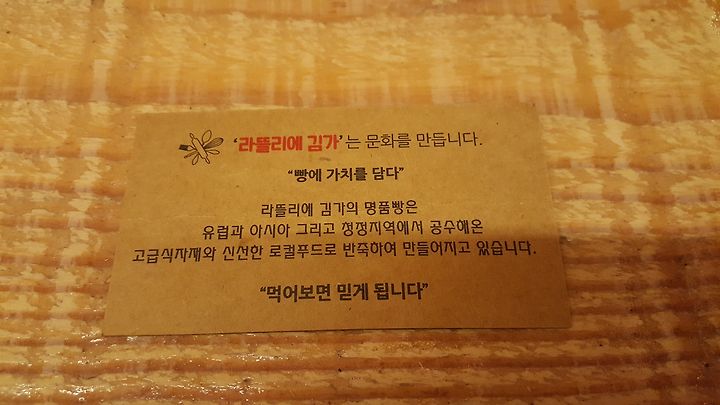 '라뜰리에 김가'는 문화를 만듭니다.
“빵에 가치를 담다”
라뜰리에 김가의 명품빵은
유럽과 아시아 그리고 청정지역에서 공수해온
고급식자재와 신선한 로컬푸드로 반죽하여 만들어지고 있습니다.
“먹어보면 믿게 됩니다”